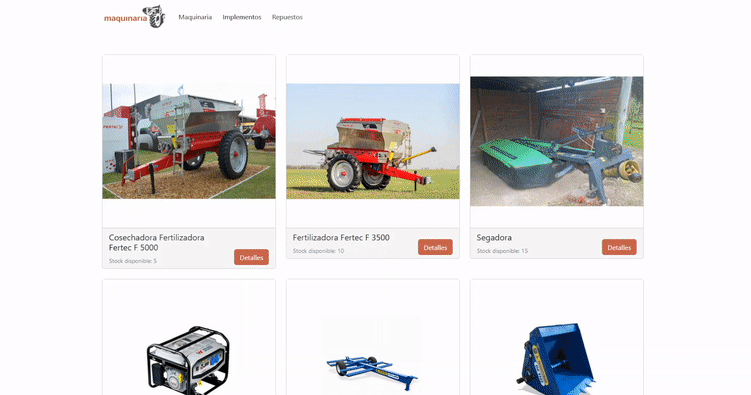 maquinaria
Maquinaria Implementos Repuestos
FERTEC
Cosechadora Fertilizadora
Fertec F 5000
Stock disponible: 5
Detalles
Fertilizadora Fertec F 3500
Stock disponible: 10
Detalles
Segadora
Stock disponible: 15
Detalles